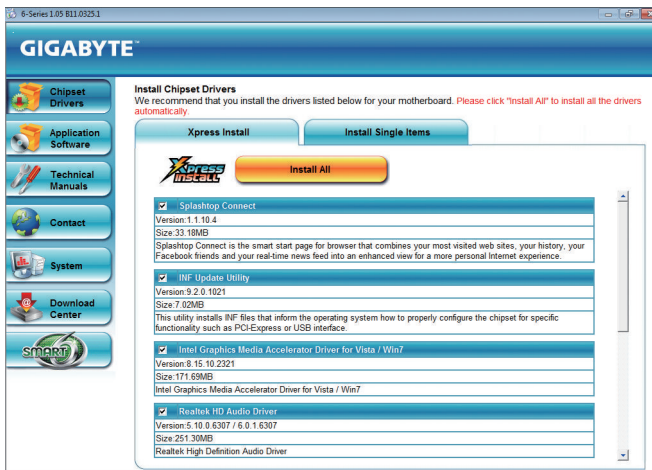 6-Series 1.05 B11.0325.1
GIGABYTE™
Chipset
Drivers
Application
Software
Technical
Manuals
Contact
System
Download
Center
SMART
Install Chipset Drivers
We recommend that you install the drivers listed below for your motherboard. Please click "Install All" to install all the drivers
automatically.
Xpress Install
Install Single Items
Xpress
INSTALL
Install All
Splashtop Connect
Version:1.1.10.4
Size:33.18MB
Splashtop Connect is the smart start page for browser that combines your most visited web sites, your history, your
Facebook friends and your real-time news feed into an enhanced view for a more personal Internet experience.
INF Update Utility
Version:9.2.0.1021
Size:7.02MB
This utility installs INF files that inform the operating system how to properly configure the chipset for specific
functionality such as PCI-Express or USB interface.
Intel Graphics Media Accelerator Driver for Vista / Win7
Version:8.15.10.2321
Size:171.69MB
Intel Graphics Media Accelerator Driver for Vista / Win7
Realtek HD Audio Driver
Version:5.10.0.6307 / 6.0.1.6307
Size:251.30MB
Realtek High Definition Audio Driver